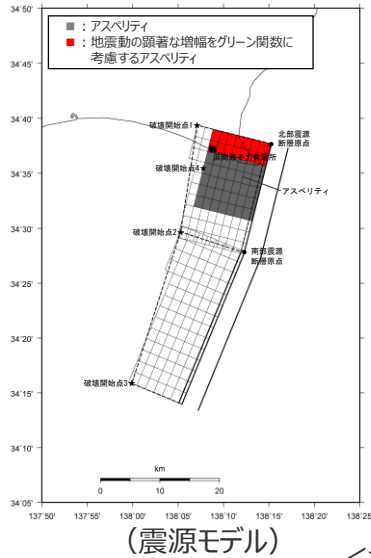 ■：アスペリティ
■：地震動の顕著な増幅をグリーン関数に
考慮するアスペリティ
34˚50'
34˚45'
34˚40'
34˚35'
34˚30'
34˚25'
34˚20'
34˚15'
34˚10'
34˚05'
破壊開始点1★
北部震源
断層原点
浜岡原子力発電所
破壊開始点4★
アスペリティ
破壊開始点2★
南部震源
断層原点
破壊開始点3★
km
0 10 20
137˚50' 137˚55' 138˚00' 138˚05' 138˚10' 138˚15' 138˚20' 138˚25'
(震源モデル)